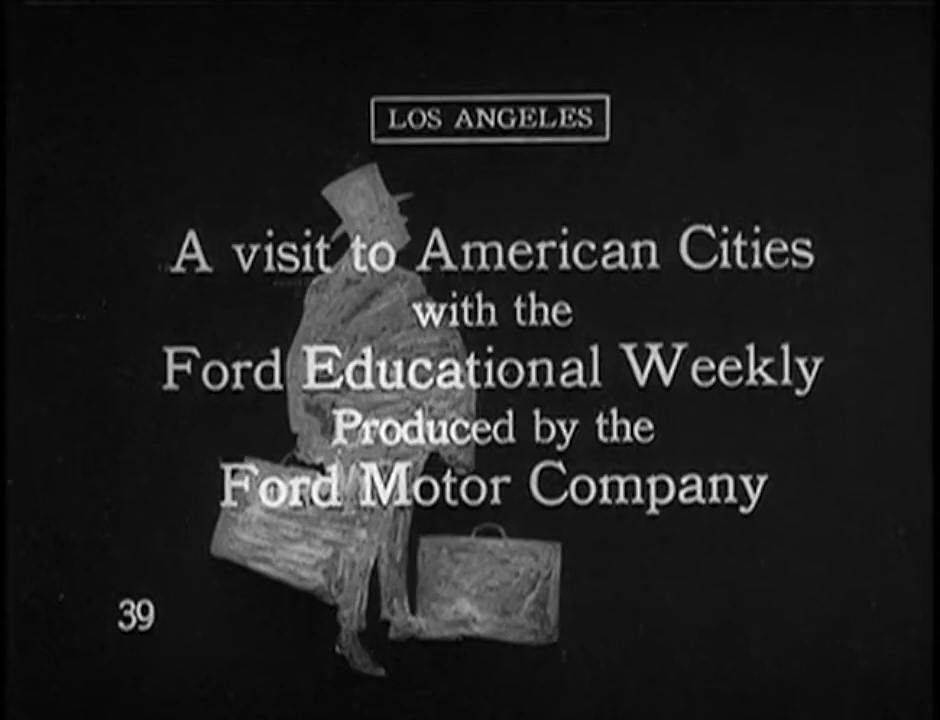 LOS ANGELES
A visit to American Cities
with the
Ford Educational Weekly
Produced by the
Ford Motor Company
39